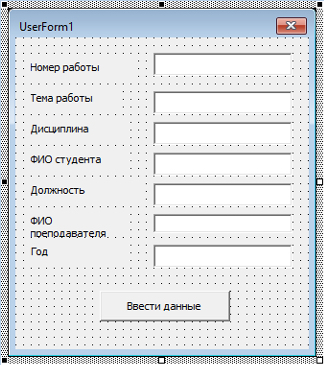 UserForm1
Номер работы
Тема работы
Дисциплина
ФИО студента
Должность
ФИО
преподавателя
Год
Ввести данные